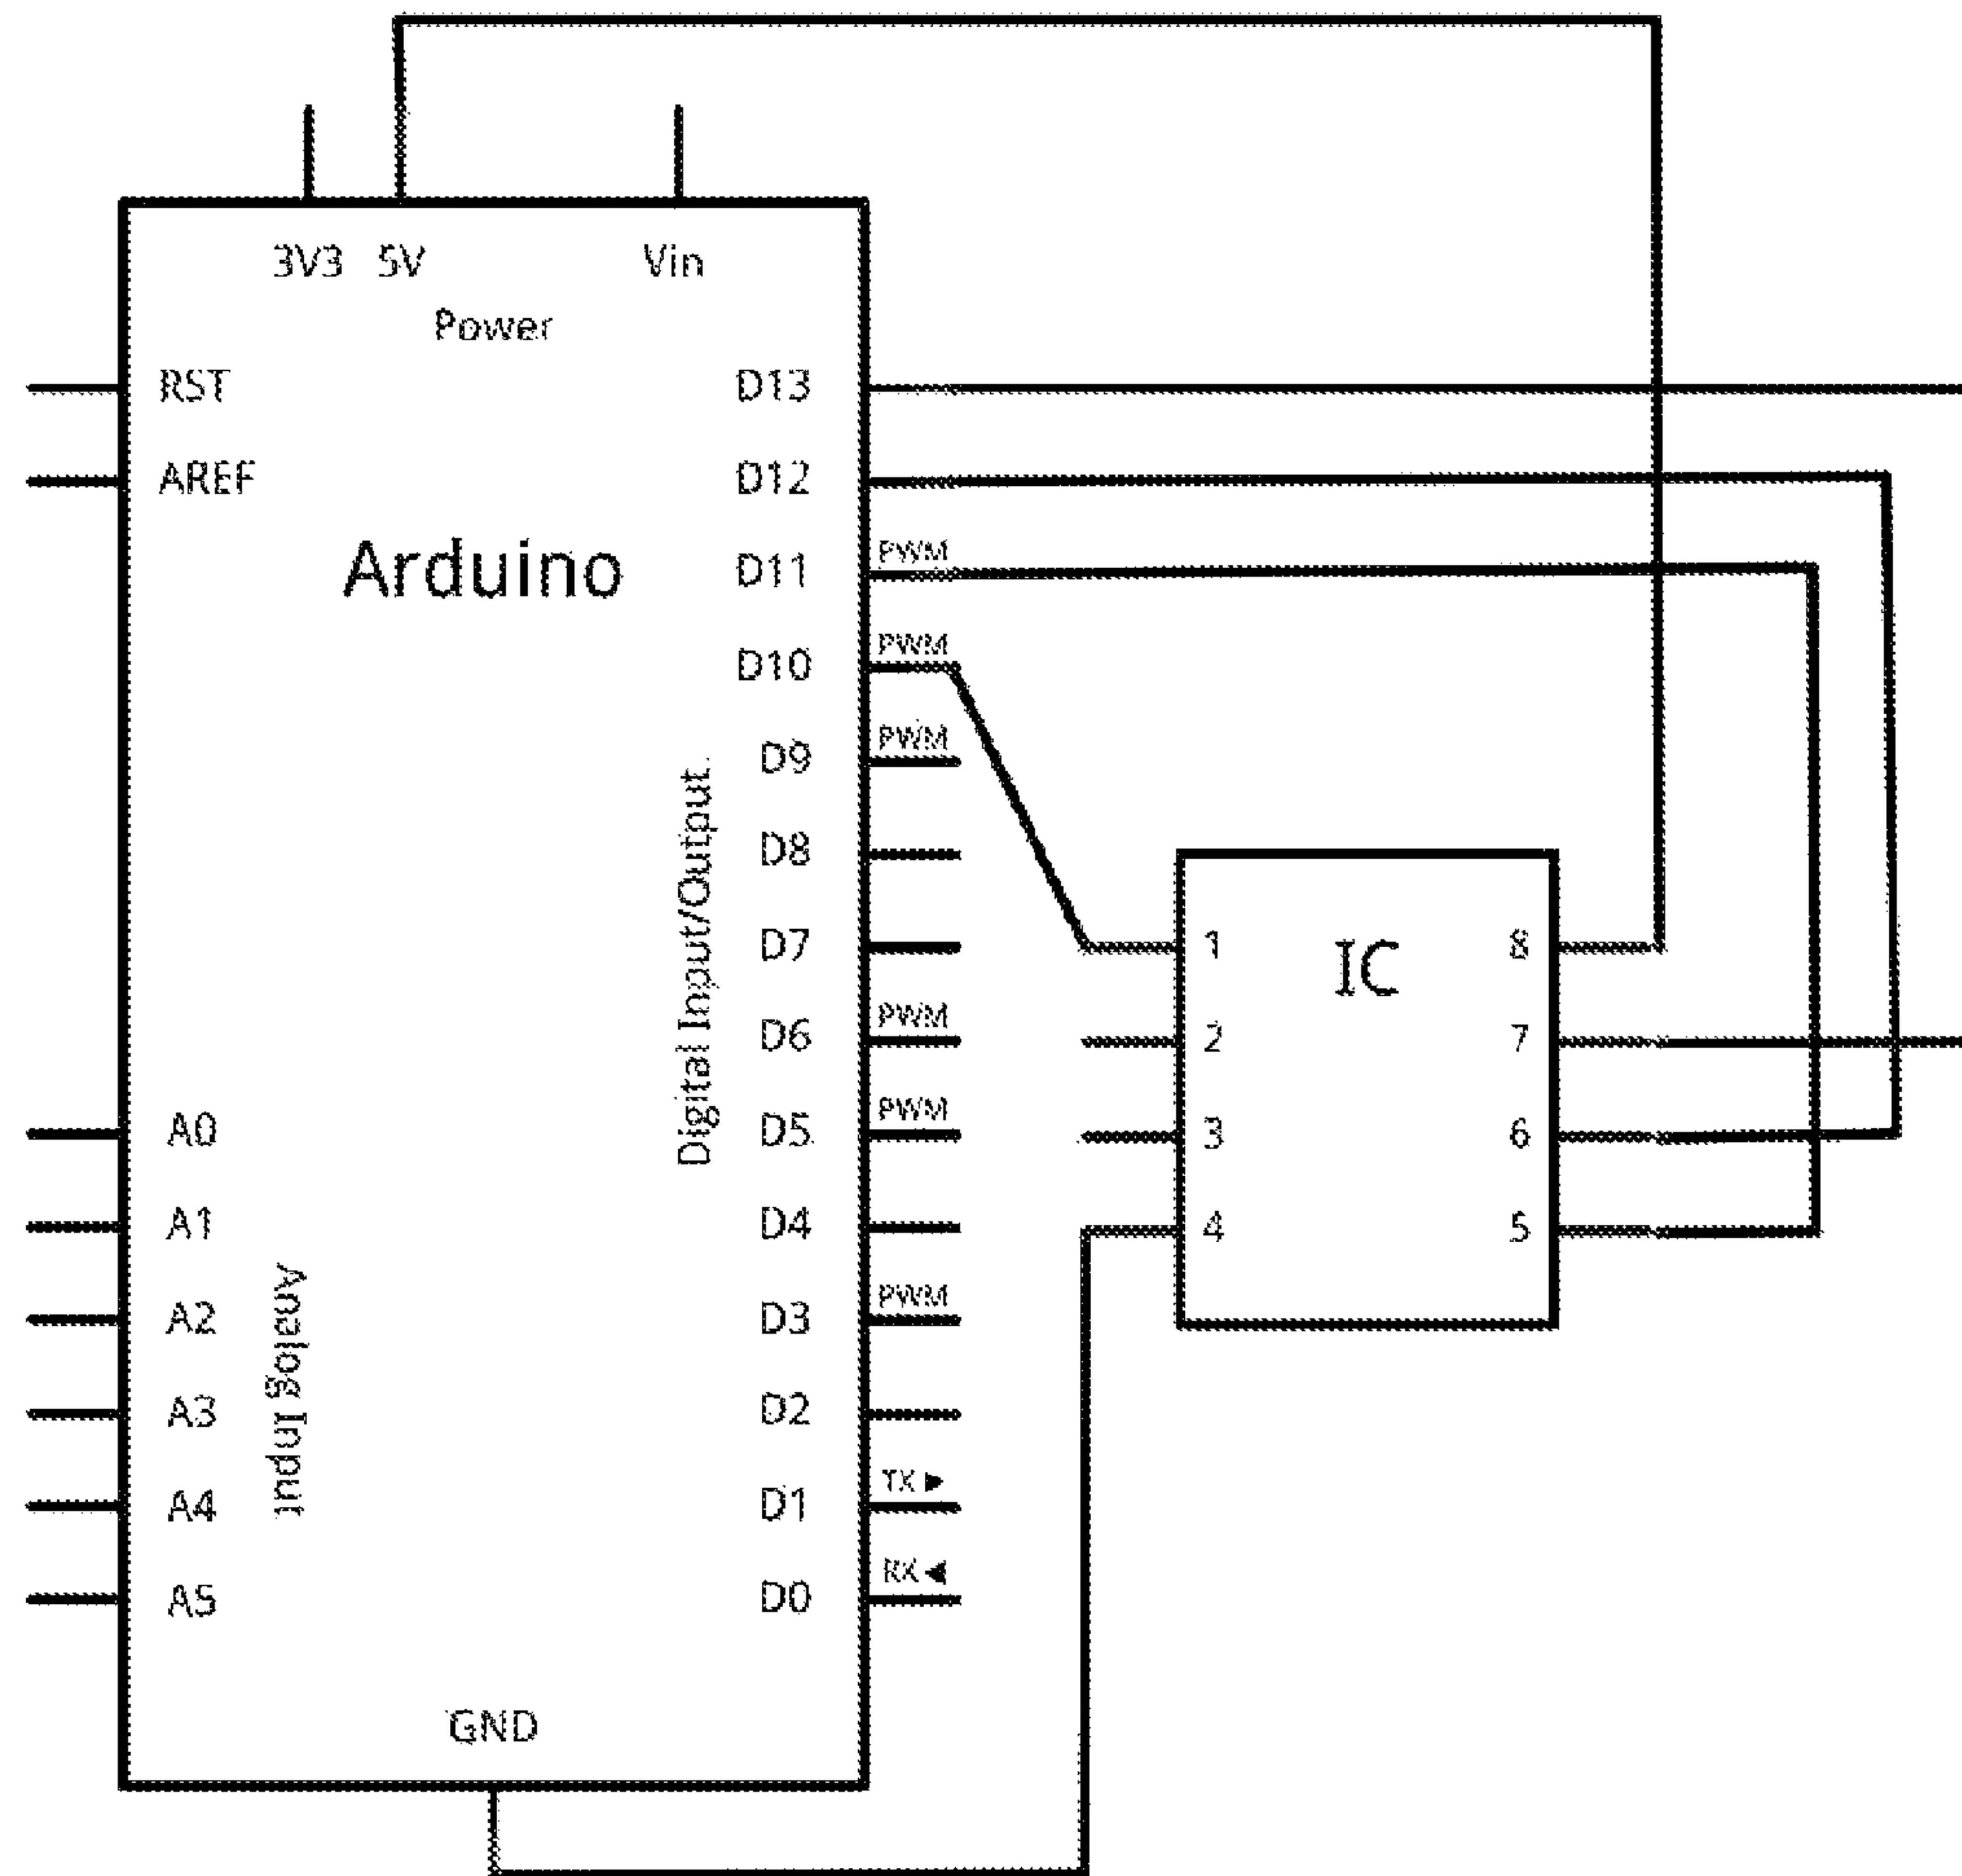 3V3 5V Vin
Power
RST D13
AREF D12
Arduino
D11 PWM
D10 PWM
D9 PWM
D8
D7
D6 PWM
D5 PWM
D4
D3 PWM
D2
D1 TX ►
D0 RX ◄
Digital Input/Output
A0
A1
A2
A3
A4
A5
Analog Input
GND
IC
1 8
2 7
3 6
4 5